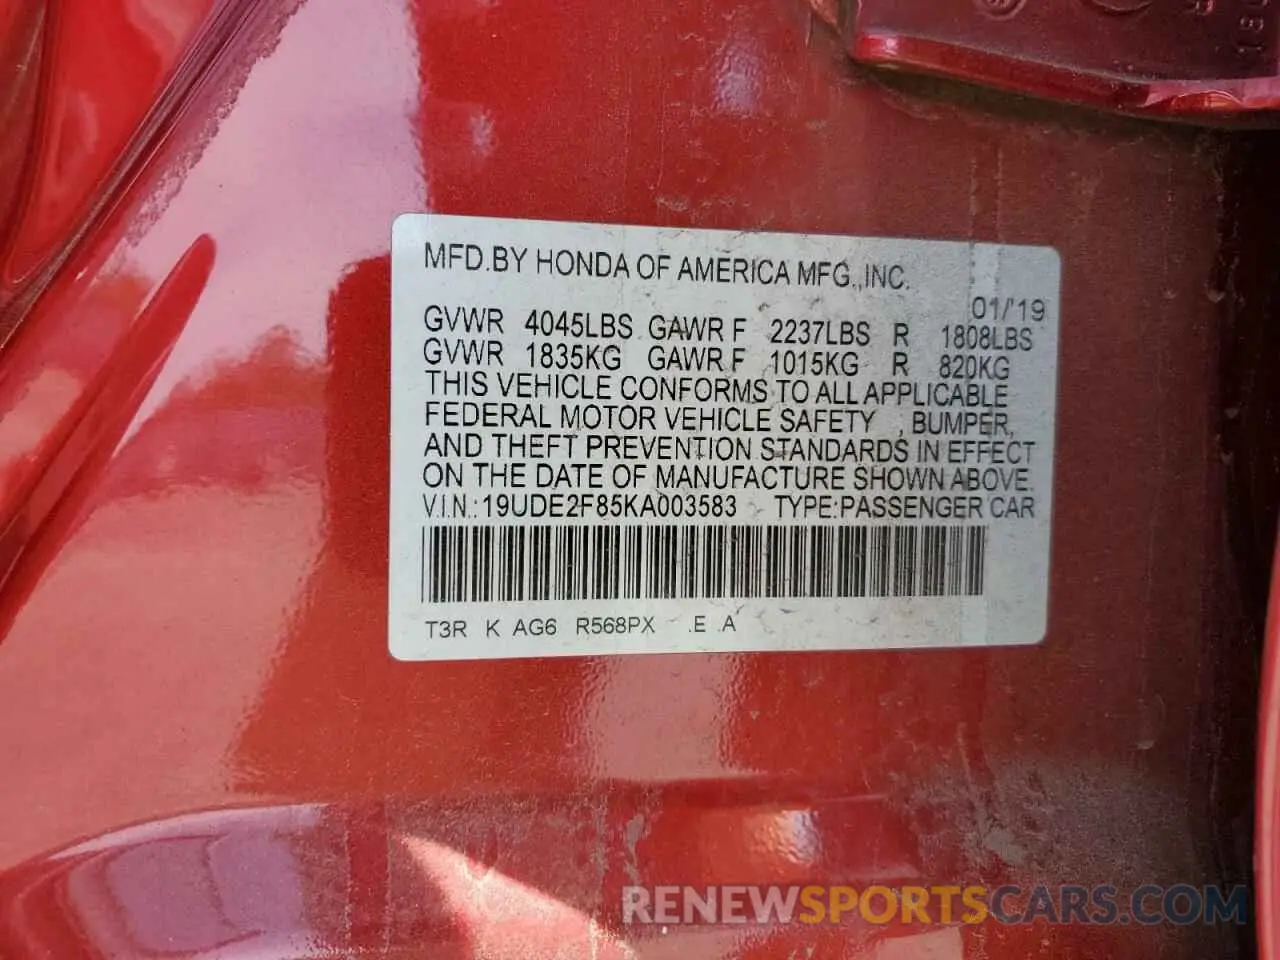 MFD.BY HONDA OF AMERICA MFG.,INC.
01/'19
GVWR 4045LBS GAWR F 2237LBS R 1808LBS
GVWR 1835KG GAWR F 1015KG R 820KG
THIS VEHICLE CONFORMS TO ALL APPLICABLE
FEDERAL MOTOR VEHICLE SAFETY , BUMPER,
AND THEFT PREVENTION STANDARDS IN EFFECT
ON THE DATE OF MANUFACTURE SHOWN ABOVE.
V.I.N.:19UDE2F85KA003583 TYPE:PASSENGER CAR
T3R K AG6 R568PX .E .A
RENEWSPORTSCARS.COM